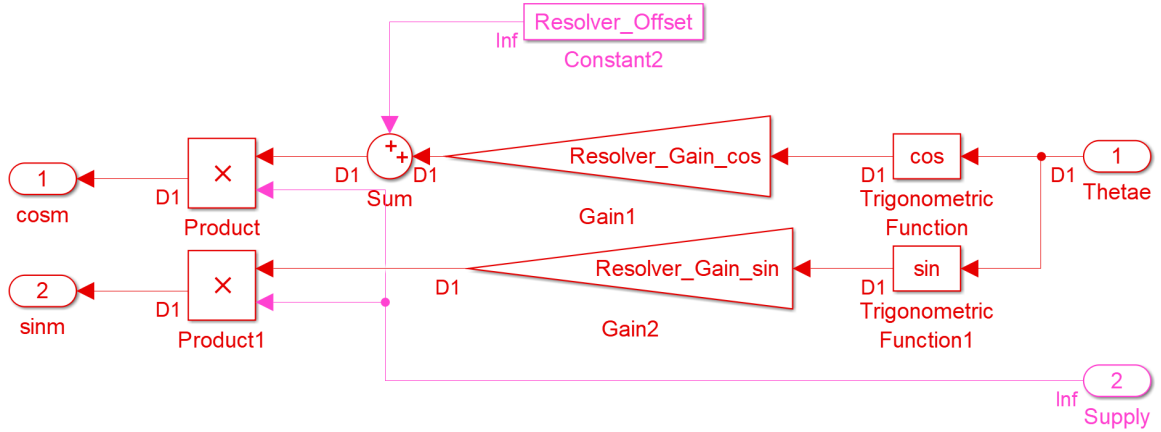 Resolver_Offset
Inf
Constant2
1
cosm
D1
×
Product
D1
+
+
Sum
D1
Resolver_Gain_cos
Gain1
D1
cos
Trigonometric
Function
D1
1
Thetae
2
sinm
D1
×
Product1
D1
Resolver_Gain_sin
Gain2
D1
sin
Trigonometric
Function1
2
Inf
Supply